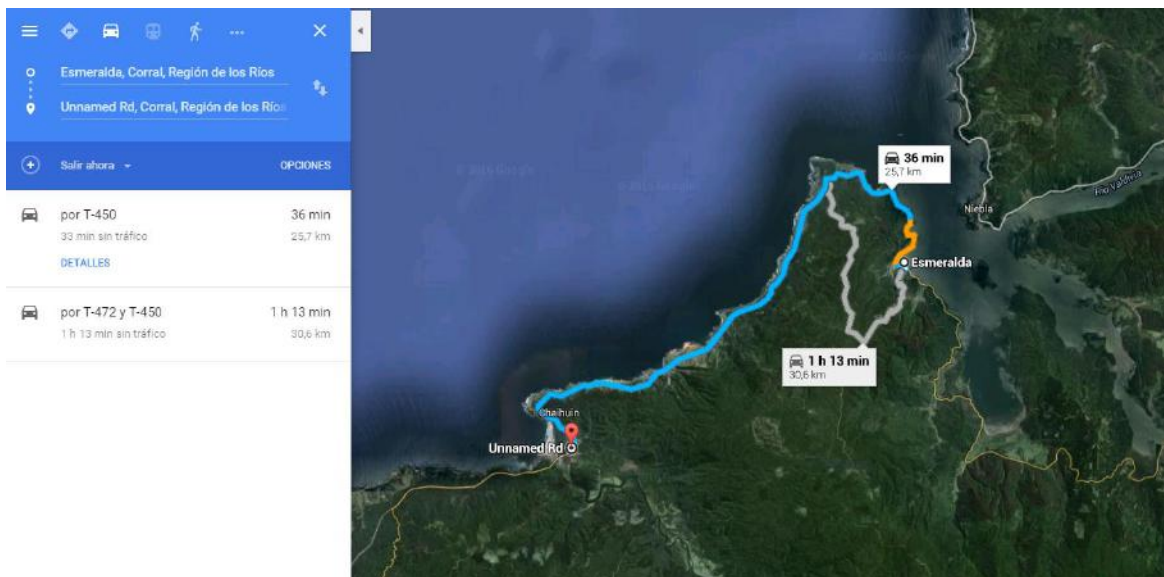 Esmeralda, Corral, Región de los Ríos
Unnamed Rd, Corral, Región de los Ríos
Salir ahora
OPCIONES
por T-450
36 min
33 min sin tráfico
25,7 km
DETALLES
por T-472 y T-450
1 h 13 min
1 h 13 min sin tráfico
30,6 km
36 min
25,7 km
Río Valdivia
Niebla
Esmeralda
1 h 13 min
30,6 km
Chaihuin
Unnamed Rd